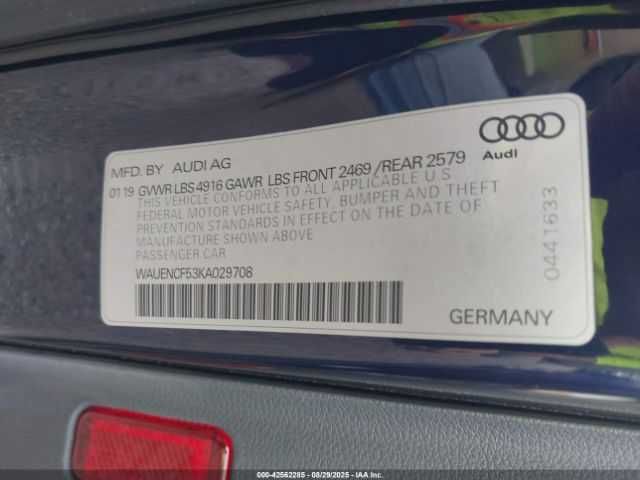 MFD. BY AUDI AG
01 19 GVWR LBS 4916 GAWR LBS FRONT 2469 /REAR 2579
THIS VEHICLE CONFORMS TO ALL APPLICABLE U S
FEDERAL MOTOR VEHICLE SAFETY, BUMPER AND THEFT
PREVENTION STANDARDS IN EFFECT ON THE DATE OF
MANUFACTURE SHOWN ABOVE
PASSENGER CAR
WAUENCF53KA029708
Audi
0441633
GERMANY
000-42562285 - 08/29/2025 - IAAI, Inc.